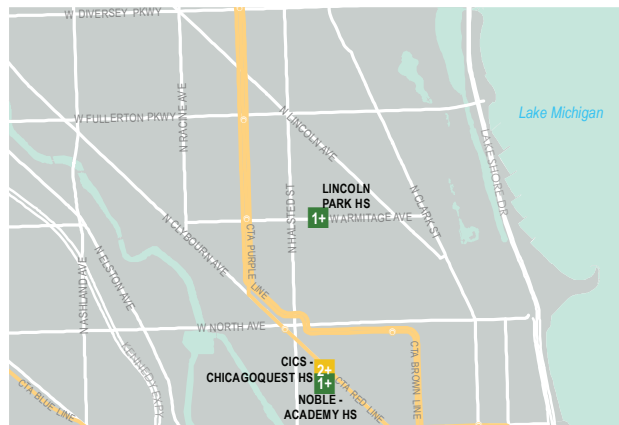 W DIVERSEY PKWY
N RACINE AVE
W FULLERTON PKWY
N LINCOLN AVE
Lake Michigan
LAKE SHORE DR
LINCOLN
PARK HS
1+
W ARMITAGE AVE
N CLARK ST
N HALSTED ST
N CLYBOURN AVE
CTA PURPLE LINE
N ELSTON AVE
N ASHLAND AVE
W NORTH AVE
KENNEDY EXPY
CICS -
CHICAGOQUEST HS
2+
1+
NOBLE -
ACADEMY HS
CTA RED LINE
CTA BROWN LINE
CTA BLUE LINE